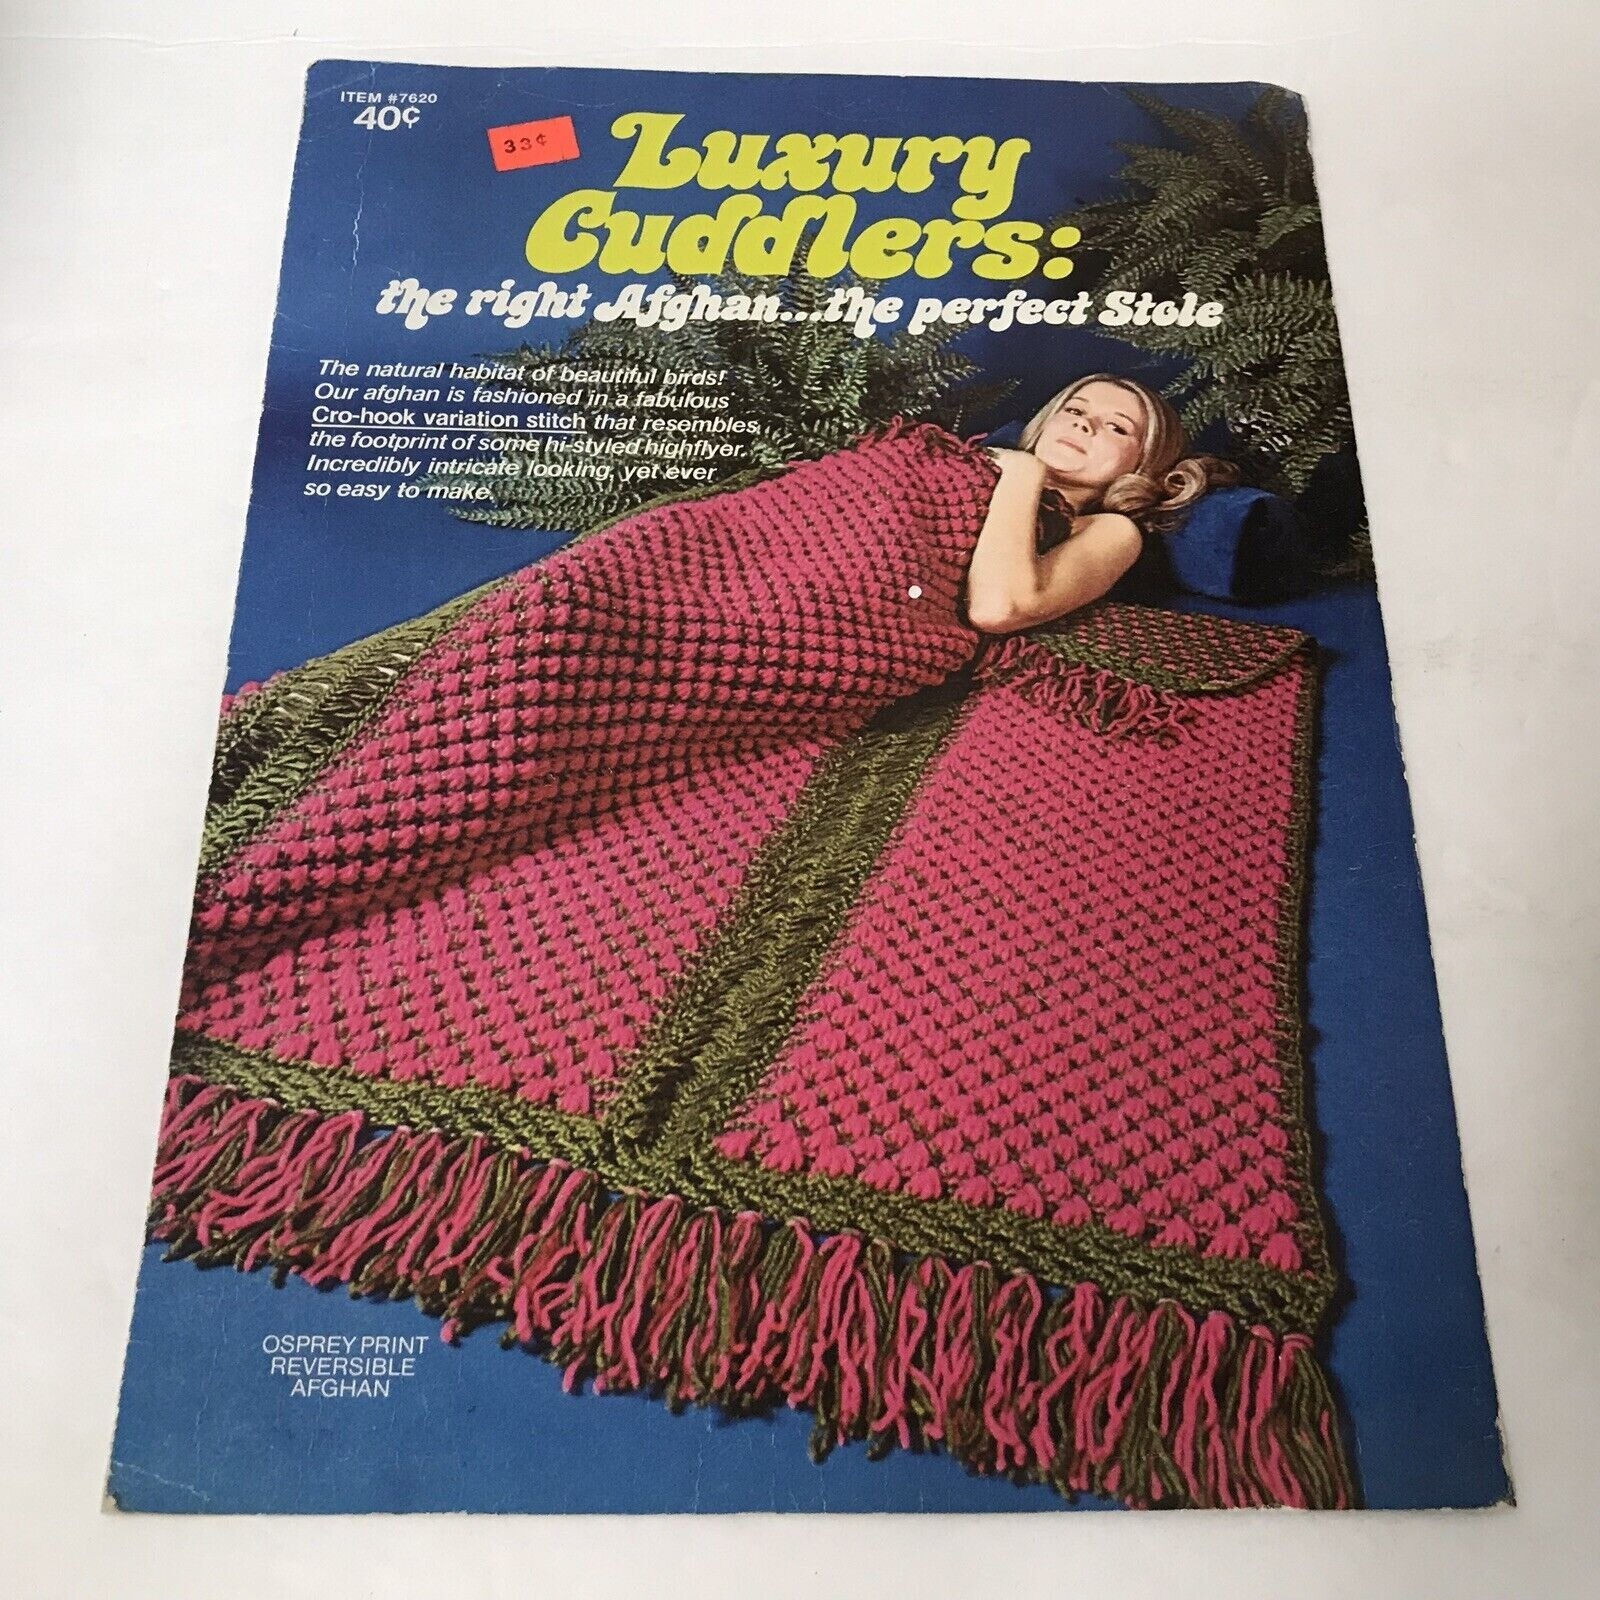 ITEM #7620
40¢
33¢
Luxury
Cuddlers:
the right Afghan...the perfect Stole
The natural habitat of beautiful birds!
Our afghan is fashioned in a fabulous
Cro-hook variation stitch that resembles
the footprint of some hi-styled highflyer.
Incredibly intricate looking, yet ever
so easy to make.
OSPREY PRINT
REVERSIBLE
AFGHAN